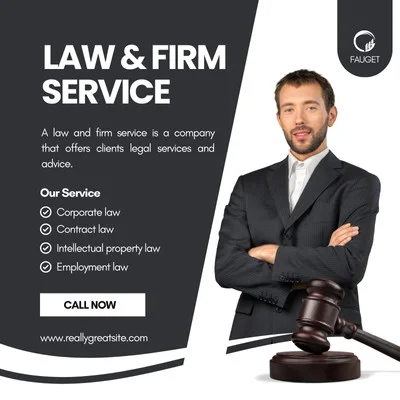 LAW & FIRM
SERVICE
FAUGET
A law and firm service is a company
that offers clients legal services and
advice.
Our Service
Corporate law
Contract law
Intellectual property law
Employment law
CALL NOW
www.reallygreatsite.com